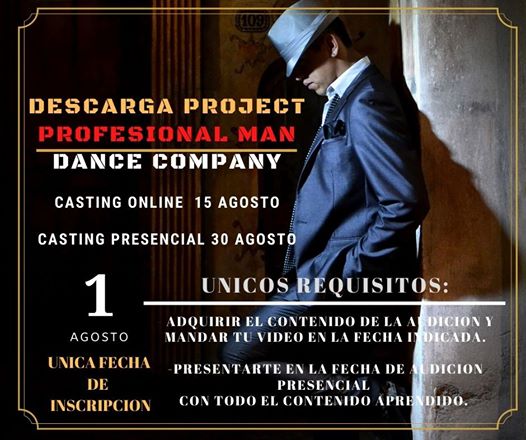 109
DESCARGA PROJECT
PROFESIONAL MAN
DANCE COMPANY
CASTING ONLINE 15 AGOSTO
CASTING PRESENCIAL 30 AGOSTO
1
AGOSTO
UNICA FECHA
DE
INSCRIPCION
UNICOS REQUISITOS:
ADQUIRIR EL CONTENIDO DE LA AUDICION Y
MANDAR TU VIDEO EN LA FECHA INDICADA.
-PRESENTARTE EN LA FECHA DE AUDICION
PRESENCIAL
CON TODO EL CONTENIDO APRENDIDO.